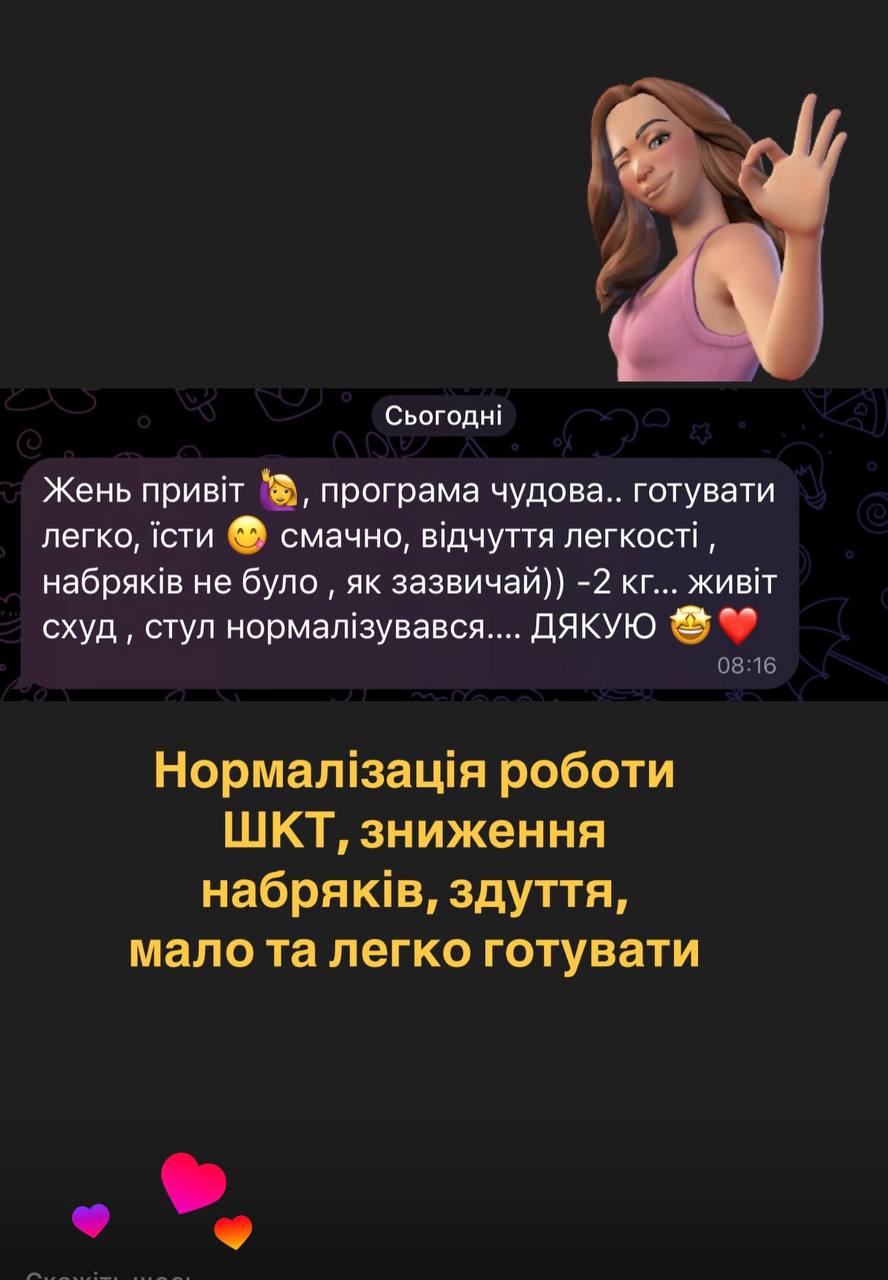 Сьогодні
Жень привіт 🙋‍♀️, програма чудова.. готувати
легко, їсти 😋 смачно, відчуття легкості ,
набряків не було , як зазвичай)) -2 кг... живіт
схуд , стул нормалізувався.... ДЯКУЮ 🤩❤️
08:16
Нормалізація роботи
ШКТ, зниження
набряків, здуття,
мало та легко готувати